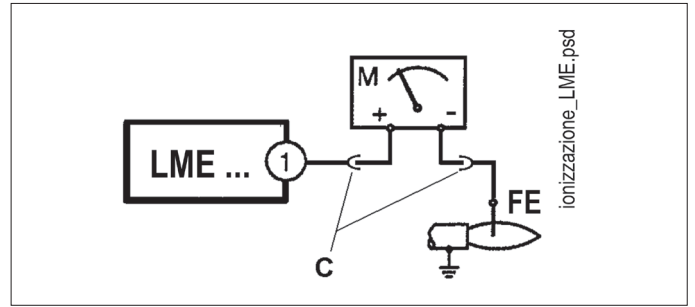 M
+ -
LME ... 1
FE
C
ionizzazione_LME.psd